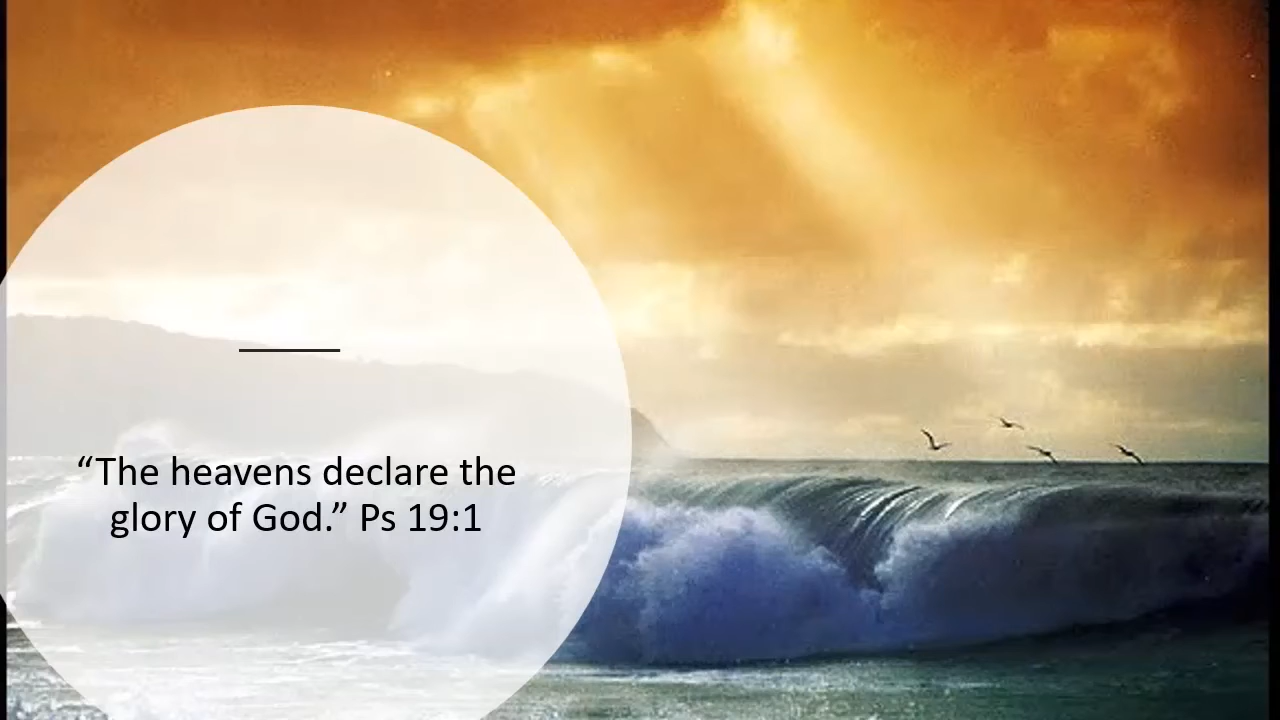 “The heavens declare the
glory of God.” Ps 19:1